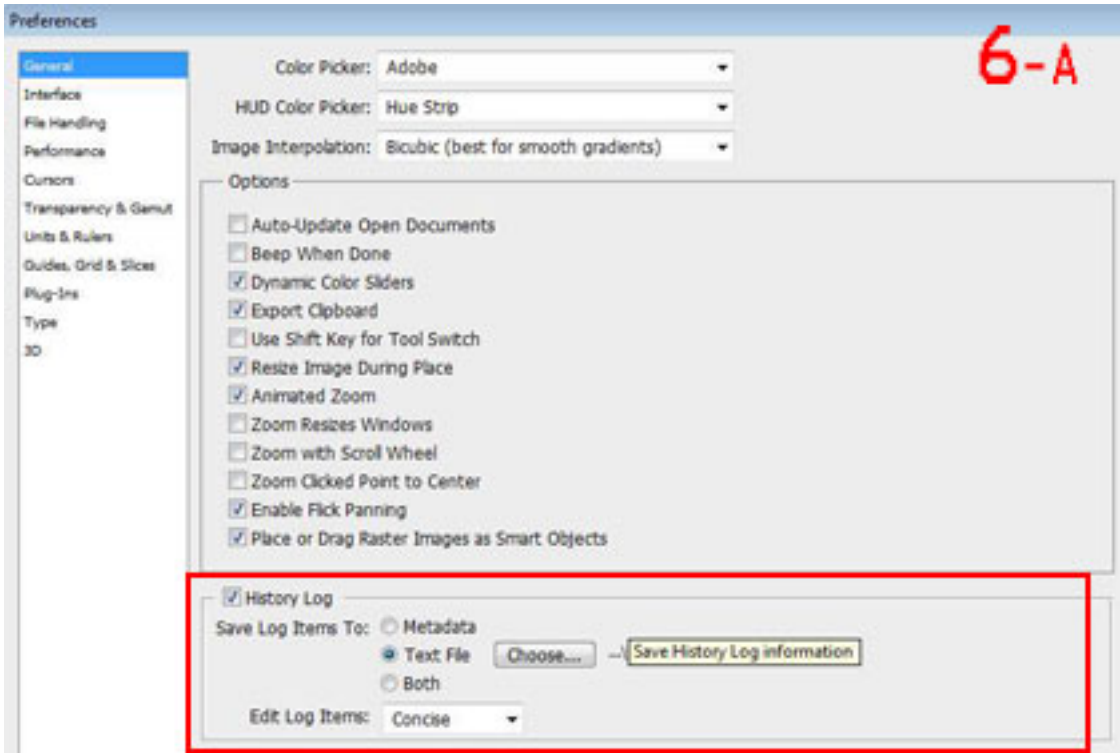 Preferences
6-A
General
Interface
File Handling
Performance
Cursors
Transparency & Gamut
Units & Rulers
Guides, Grid & Slices
Plug-Ins
Type
3D
Color Picker: Adobe
HUD Color Picker: Hue Strip
Image Interpolation: Bicubic (best for smooth gradients)
Options
Auto-Update Open Documents
Beep When Done
Dynamic Color Sliders
Export Clipboard
Use Shift Key for Tool Switch
Resize Image During Place
Animated Zoom
Zoom Resizes Windows
Zoom with Scroll Wheel
Zoom Clicked Point to Center
Enable Flick Panning
Place or Drag Raster Images as Smart Objects
History Log
Save Log Items To: Metadata
Text File Choose... ...\ Save History Log information
Both
Edit Log Items: Concise